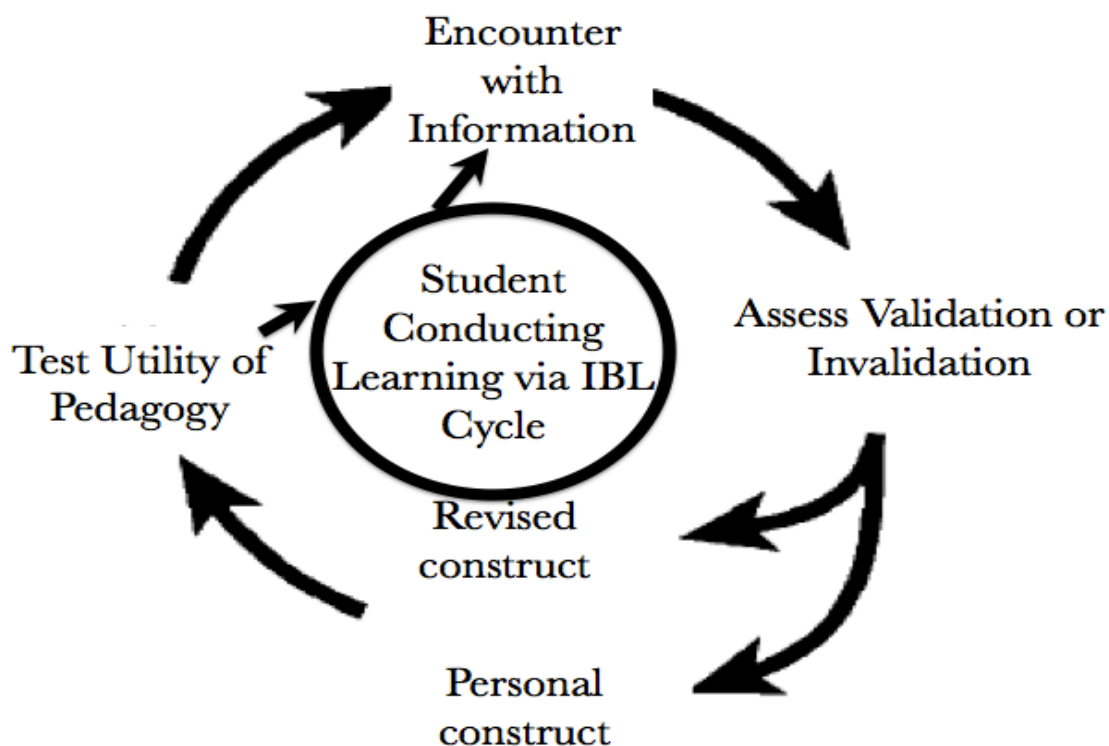 Encounter
with
Information
Student
Conducting
Learning via IBL
Cycle
Assess Validation or
Invalidation
Test Utility of
Pedagogy
Revised
construct
Personal
construct